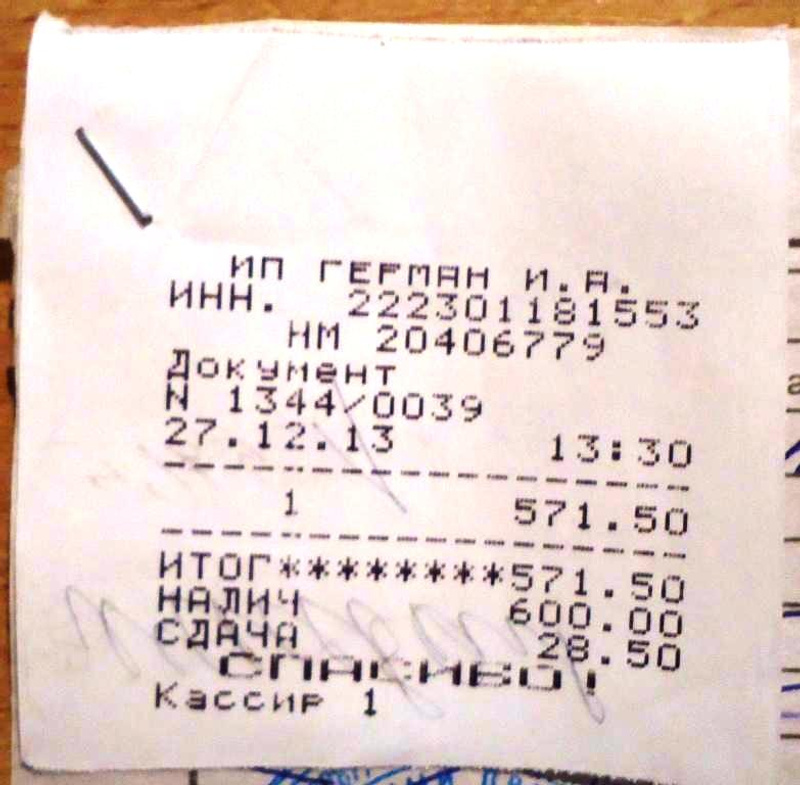 ИП ГЕРМАН И.А.
ИНН. 222301181553
НМ 20406779
Документ
N 1344/0039
27.12.13 13:30
1 571.50
ИТОГ********571.50
НАЛИЧ 600.00
СДАЧА 28.50
СПАСИБО!
Кассир 1